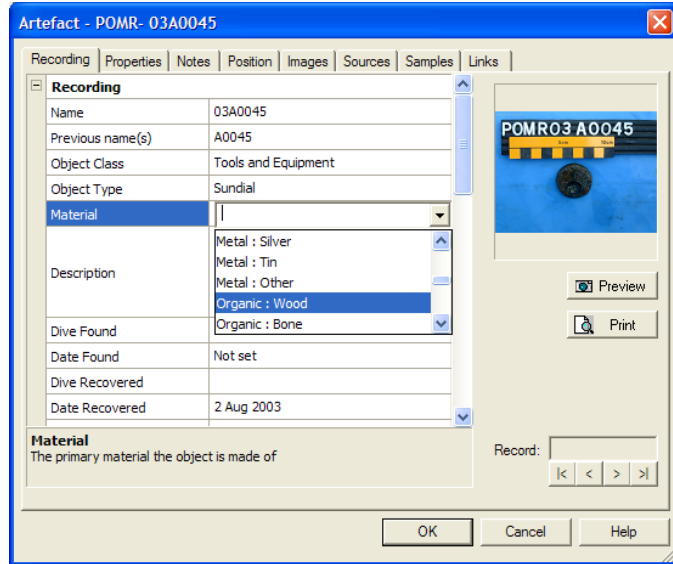 Artefact - POMR- 03A0045
Recording Properties Notes Position Images Sources Samples Links
Recording
Name 03A0045
Previous name(s) A0045
Object Class Tools and Equipment
Object Type Sundial
Material
Metal : Silver
Metal : Tin
Metal : Other
Organic : Wood
Organic : Bone
Description
Dive Found
Date Found Not set
Dive Recovered
Date Recovered 2 Aug 2003
Material
The primary material the object is made of
POMR03 A0045
5cm 10cm
Preview
Print
Record:
|< < > >|
OK Cancel Help